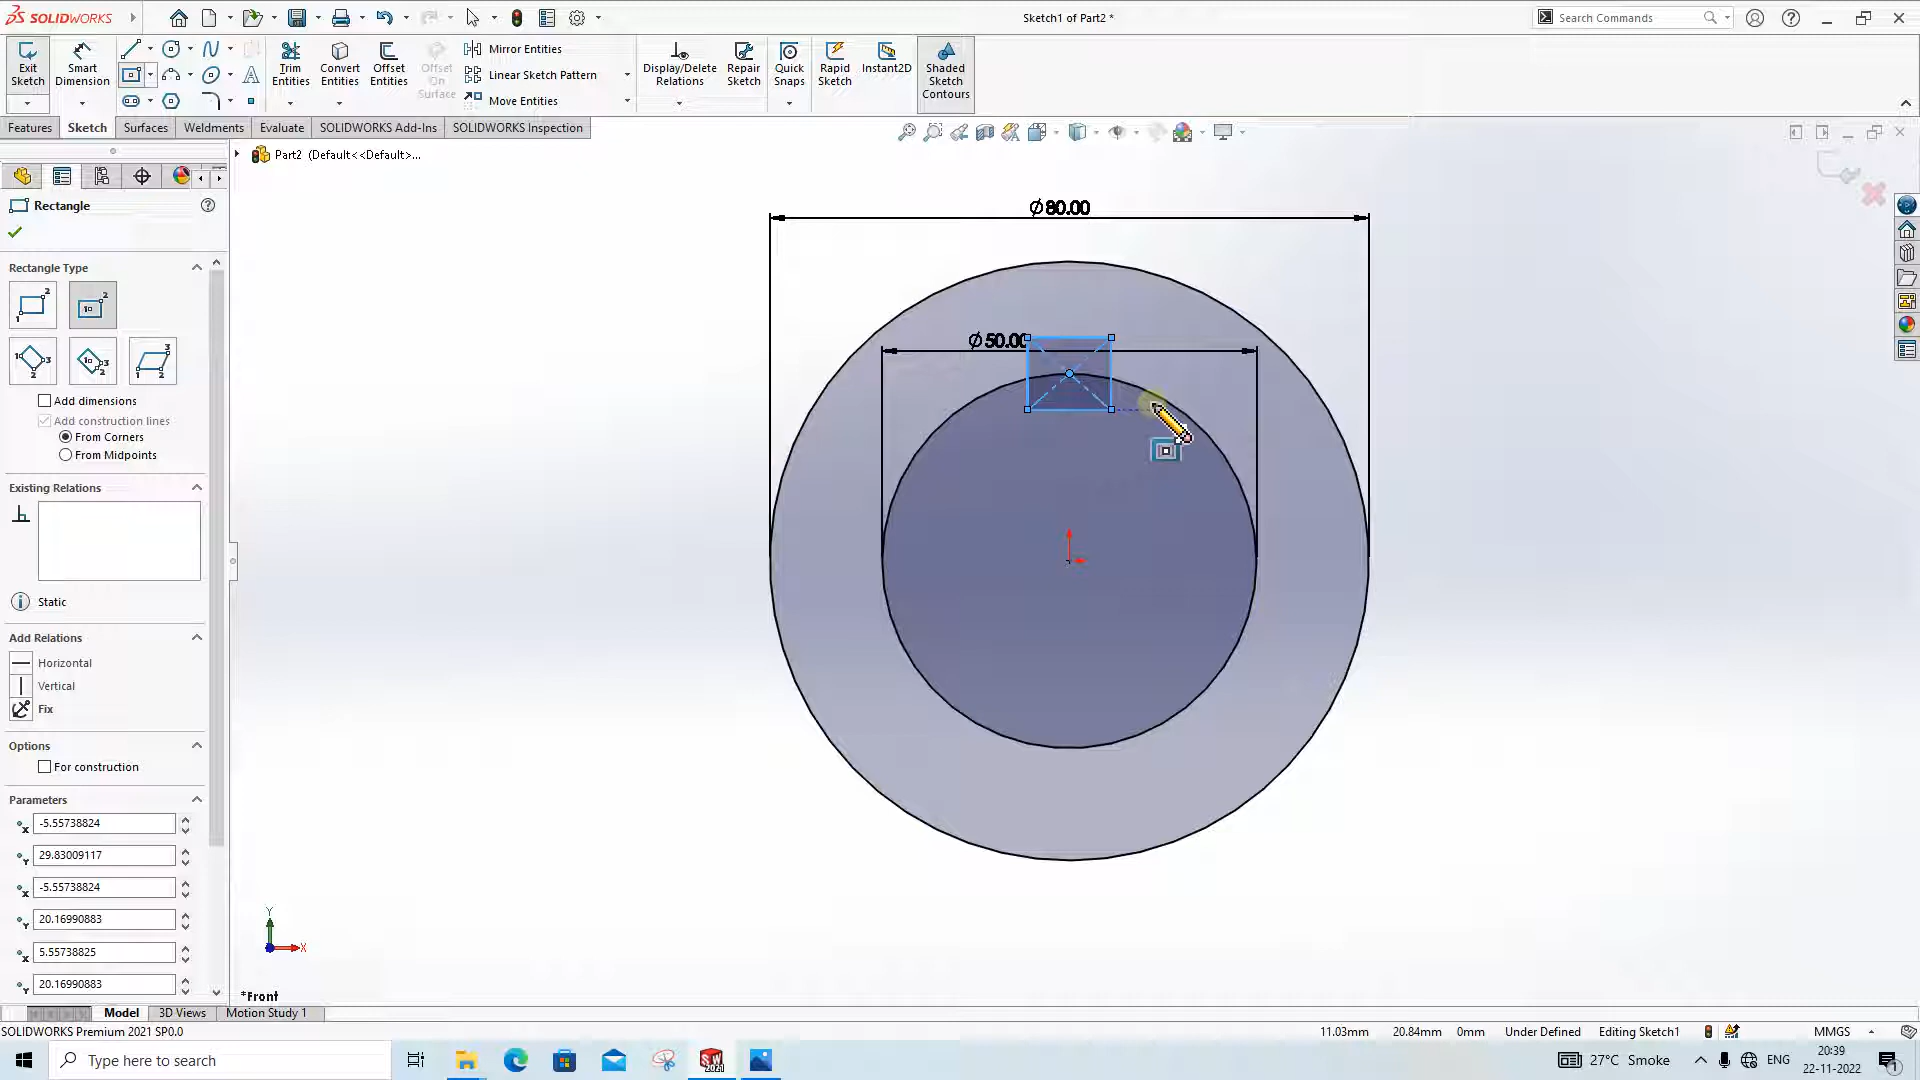 SOLIDWORKS
Sketch1 of Part2 *
Search Commands
Exit
Sketch
Smart
Dimension
Trim
Entities
Convert
Entities
Offset
Entities
Offset
On
Surface
Mirror Entities
Linear Sketch Pattern
Move Entities
Display/Delete
Relations
Repair
Sketch
Quick
Snaps
Rapid
Sketch
Instant2D
Shaded
Sketch
Contours
Features
Sketch
Surfaces
Weldments
Evaluate
SOLIDWORKS Add-Ins
SOLIDWORKS Inspection
Part2 (Default<<Default>...
Rectangle
Rectangle Type
Add dimensions
Add construction lines
From Corners
From Midpoints
Existing Relations
Static
Add Relations
Horizontal
Vertical
Fix
Options
For construction
Parameters
-5.55738824
29.83009117
-5.55738824
20.16990883
5.55738825
20.16990883
∅80.00
∅50.00
Y
X
*Front
Model
3D Views
Motion Study 1
SOLIDWORKS Premium 2021 SP0.0
11.03mm
20.84mm
0mm
Under Defined
Editing Sketch1
MMGS
Type here to search
27°C Smoke
ENG
20:39
22-11-2022